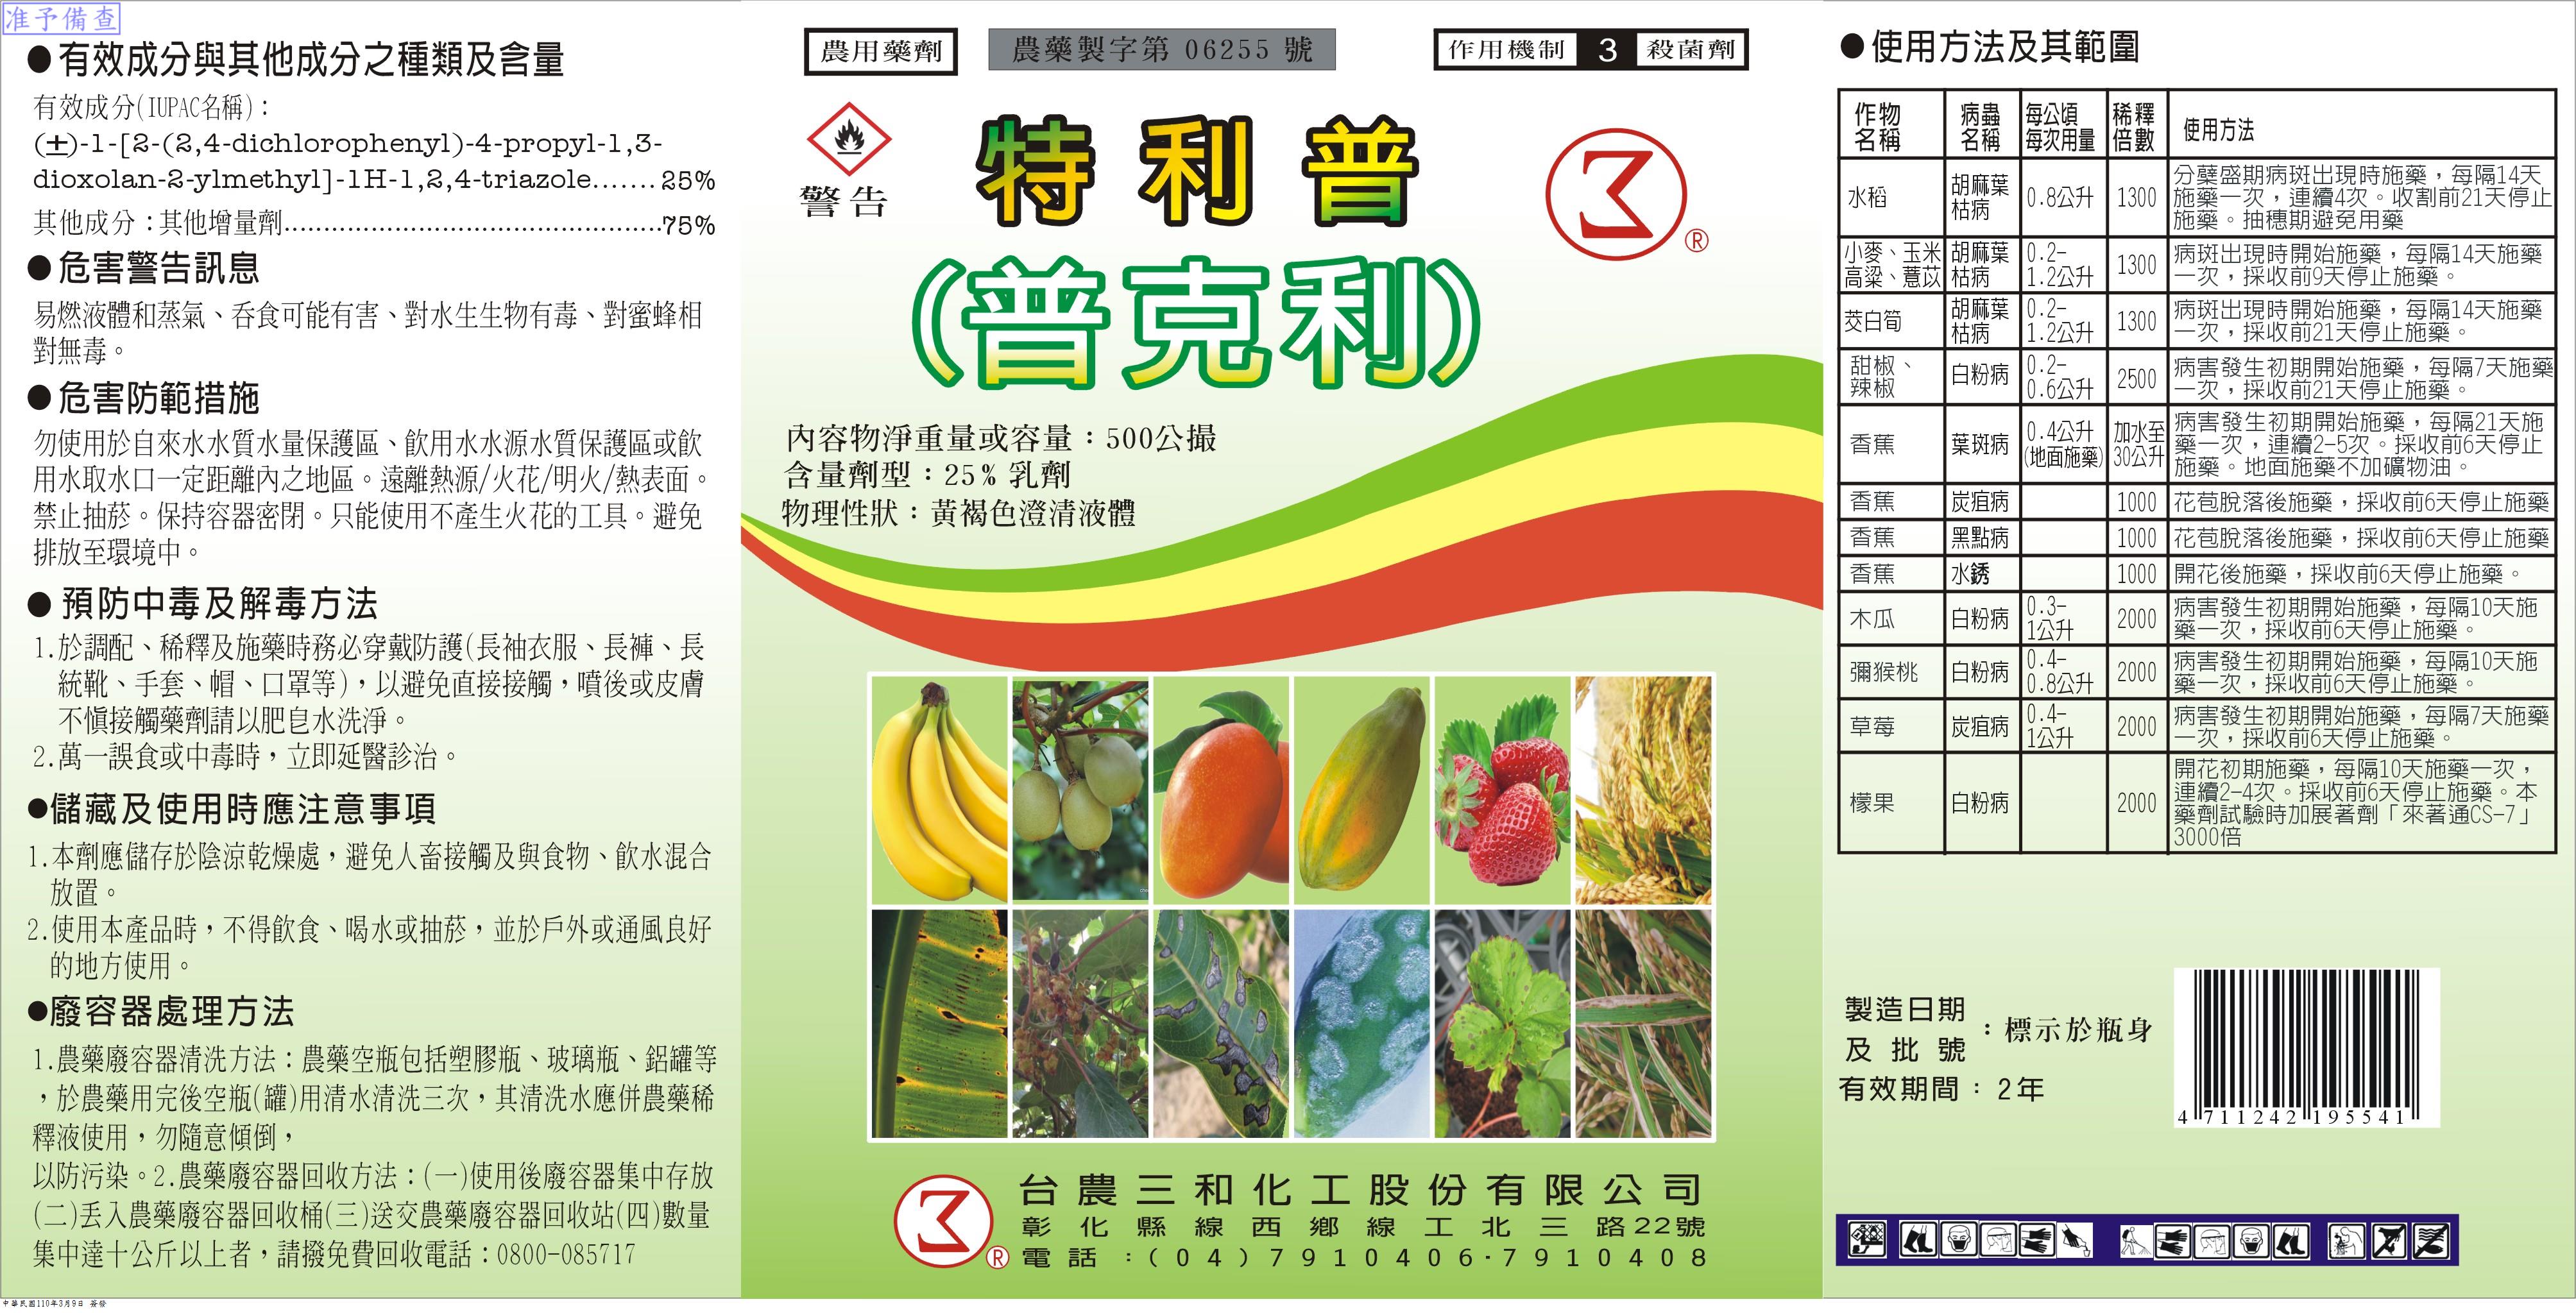 准予備查
●有效成分與其他成分之種類及含量
有效成分(IUPAC名稱)：
(±)-1-[2-(2,4-dichlorophenyl)-4-propyl-1,3-
dioxolan-2-ylmethyl]-1H-1,2,4-triazole.......25%
其他成分：其他增量劑................................................75%
●危害警告訊息
易燃液體和蒸氣、吞食可能有害、對水生生物有毒、對蜜蜂相
對無毒。
●危害防範措施
勿使用於自來水水質水量保護區、飲用水水源水質保護區或飲
用水取水口一定距離內之地區。遠離熱源/火花/明火/熱表面。
禁止抽菸。保持容器密閉。只能使用不產生火花的工具。避免
排放至環境中。
●預防中毒及解毒方法
1.於調配、稀釋及施藥時務必穿戴防護(長袖衣服、長褲、長
統靴、手套、帽、口罩等)，以避免直接接觸，噴後或皮膚
不慎接觸藥劑請以肥皂水洗淨。
2.萬一誤食或中毒時，立即延醫診治。
●儲藏及使用時應注意事項
1.本劑應儲存於陰涼乾燥處，避免人畜接觸及與食物、飲水混合
放置。
2.使用本產品時，不得飲食、喝水或抽菸，並於戶外或通風良好
的地方使用。
●廢容器處理方法
1.農藥廢容器清洗方法：農藥空瓶包括塑膠瓶、玻璃瓶、鋁罐等
，於農藥用完後空瓶(罐)用清水清洗三次，其清洗水應併農藥稀
釋液使用，勿隨意傾倒，
以防污染。2.農藥廢容器回收方法：(一)使用後廢容器集中存放
(二)丟入農藥廢容器回收桶(三)送交農藥廢容器回收站(四)數量
集中達十公斤以上者，請撥免費回收電話：0800-085717
中華民國110年3月9日 簽發
農用藥劑
農藥製字第 06255 號
作用機制 3 殺菌劑
警告
特利普
®
(普克利)
內容物淨重量或容量：500公撮
含量劑型：25% 乳劑
物理性狀：黃褐色澄清液體
台農三和化工股份有限公司
彰化縣線西鄉線工北三路22號
® 電話：(04)7910406·7910408
●使用方法及其範圍
作物名稱 病蟲名稱 每公頃每次用量 稀釋倍數 使用方法
水稻 胡麻葉枯病 0.8公升 1300 分蘗盛期病斑出現時施藥，每隔14天
施藥一次，連續4次。收割前21天停止
施藥。抽穗期避免用藥
小麥、玉米高粱、薏苡 胡麻葉枯病 0.2-1.2公升 1300 病斑出現時開始施藥，每隔14天施藥
一次，採收前9天停止施藥。
茭白筍 胡麻葉枯病 0.2-1.2公升 1300 病斑出現時開始施藥，每隔14天施藥
一次，採收前21天停止施藥。
甜椒、辣椒 白粉病 0.2-0.6公升 2500 病害發生初期開始施藥，每隔7天施藥
一次，採收前21天停止施藥。
香蕉 葉斑病 0.4公升(地面施藥) 加水至30公升 病害發生初期開始施藥，每隔21天施
藥一次，連續2-5次。採收前6天停止
施藥。地面施藥不加礦物油。
香蕉 炭疽病 1000 花苞脫落後施藥，採收前6天停止施藥
香蕉 黑點病 1000 花苞脫落後施藥，採收前6天停止施藥
香蕉 水銹 1000 開花後施藥，採收前6天停止施藥。
木瓜 白粉病 0.3-1公升 2000 病害發生初期開始施藥，每隔10天施
藥一次，採收前6天停止施藥。
彌猴桃 白粉病 0.4-0.8公升 2000 病害發生初期開始施藥，每隔10天施
藥一次，採收前6天停止施藥。
草莓 炭疽病 0.4-1公升 2000 病害發生初期開始施藥，每隔7天施藥
一次，採收前6天停止施藥。
檬果 白粉病 2000 開花初期施藥，每隔10天施藥一次，
連續2-4次。採收前6天停止施藥。本
藥劑試驗時加展著劑「來著通CS-7」
3000倍
製造日期及批號：標示於瓶身
有效期間：2年
4 711242 195541